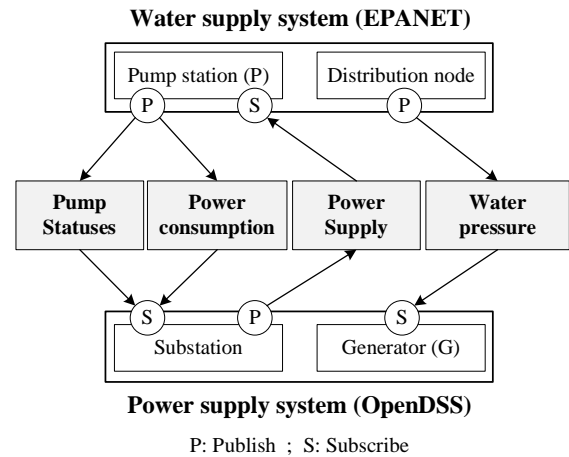 Water supply system (EPANET)
Pump station (P)
Distribution node
P
S
P
Pump
Statuses
Power
consumption
Power
Supply
Water
pressure
S
P
S
Substation
Generator (G)
Power supply system (OpenDSS)
P: Publish ; S: Subscribe